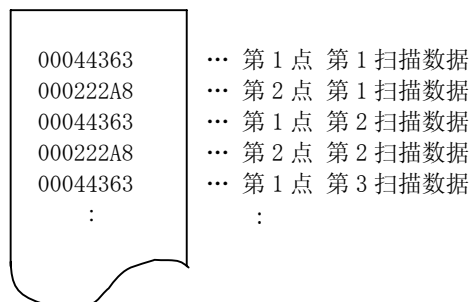 00044363 … 第1点 第1扫描数据
000222A8 … 第2点 第1扫描数据
00044363 … 第1点 第2扫描数据
000222A8 … 第2点 第2扫描数据
00044363 … 第1点 第3扫描数据
: :